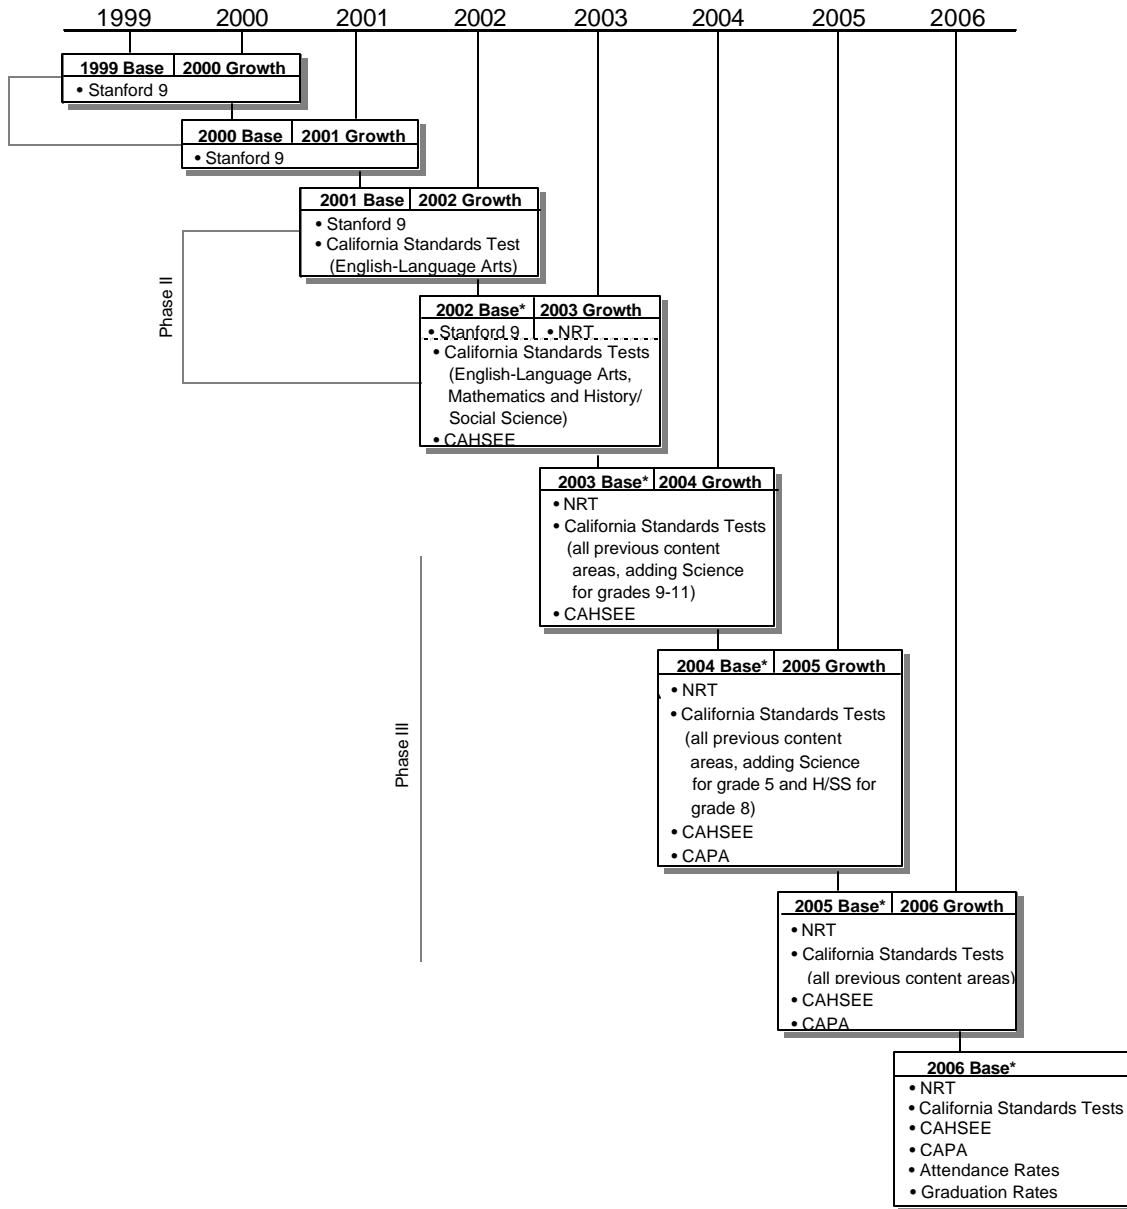 1999 2000 2001 2002 2003 2004 2005 2006
1999 Base 2000 Growth
• Stanford 9
2000 Base 2001 Growth
• Stanford 9
2001 Base 2002 Growth
• Stanford 9
• California Standards Test
(English-Language Arts)
Phase II
2002 Base* 2003 Growth
• Stanford 9 • NRT
• California Standards Tests
(English-Language Arts,
Mathematics and History/
Social Science)
• CAHSEE
2003 Base* 2004 Growth
• NRT
• California Standards Tests
(all previous content
areas, adding Science
for grades 9-11)
• CAHSEE
Phase III
2004 Base* 2005 Growth
• NRT
• California Standards Tests
(all previous content
areas, adding Science
for grade 5 and H/SS for
grade 8)
• CAHSEE
• CAPA
2005 Base* 2006 Growth
• NRT
• California Standards Tests
(all previous content areas)
• CAHSEE
• CAPA
2006 Base*
• NRT
• California Standards Tests
• CAHSEE
• CAPA
• Attendance Rates
• Graduation Rates